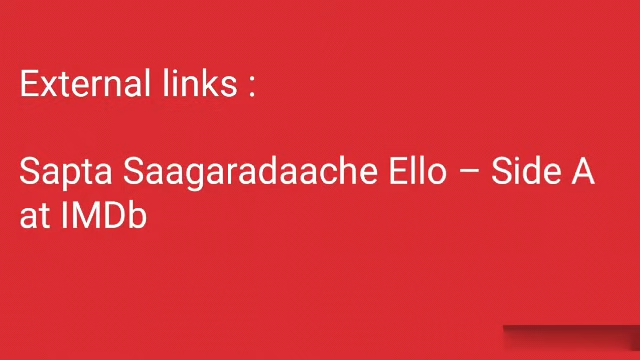 External links :
Sapta Saagaradaache Ello – Side A
at IMDb